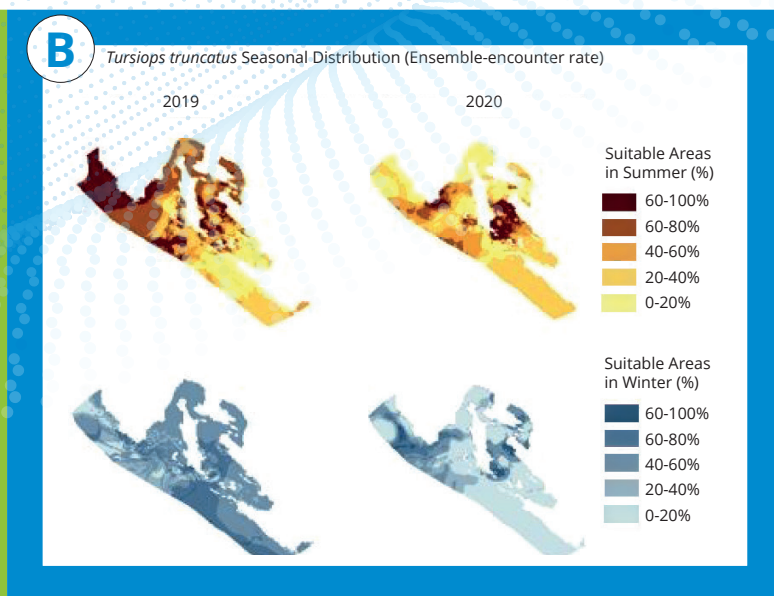 B
Tursiops truncatus Seasonal Distribution (Ensemble-encounter rate)
2019
2020
Suitable Areas
in Summer (%)
60-100%
60-80%
40-60%
20-40%
0-20%
Suitable Areas
in Winter (%)
60-100%
60-80%
40-60%
20-40%
0-20%